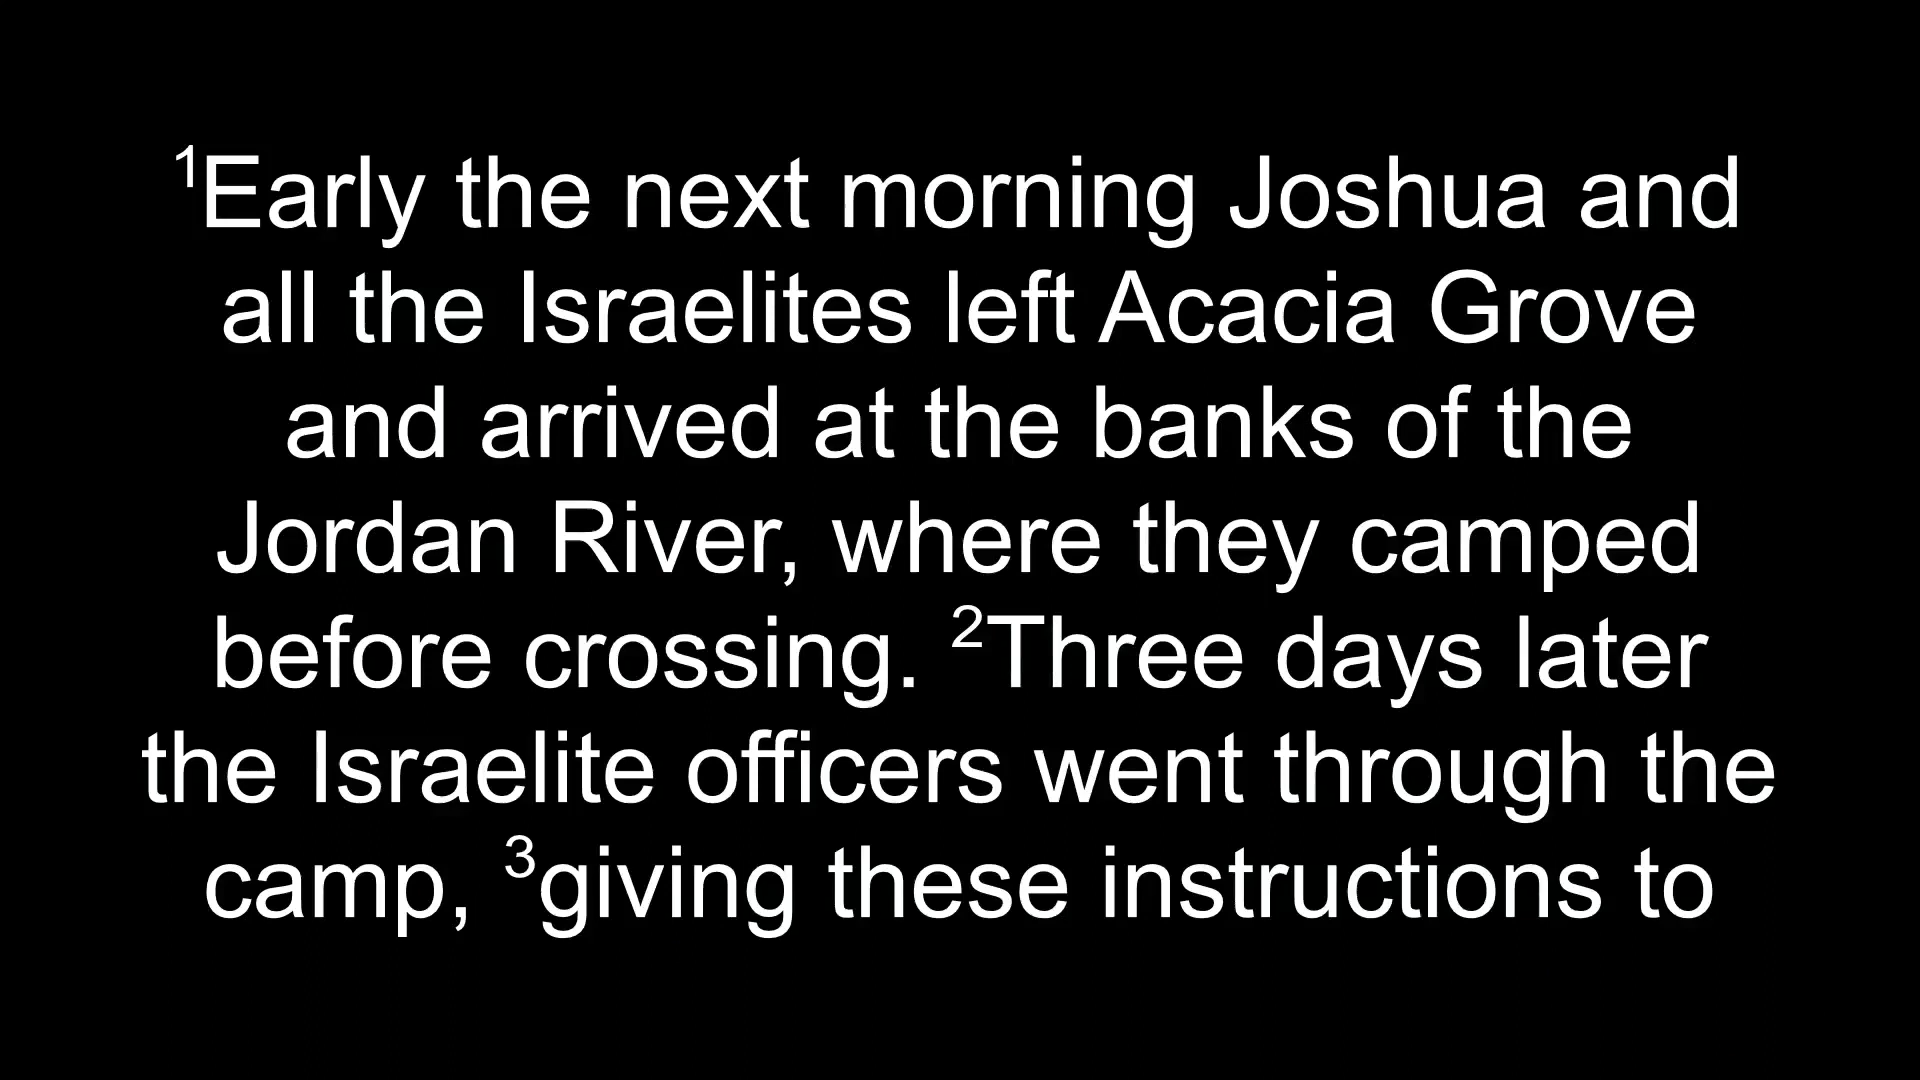 ¹Early the next morning Joshua and
all the Israelites left Acacia Grove
and arrived at the banks of the
Jordan River, where they camped
before crossing. ²Three days later
the Israelite officers went through the
camp, ³giving these instructions to